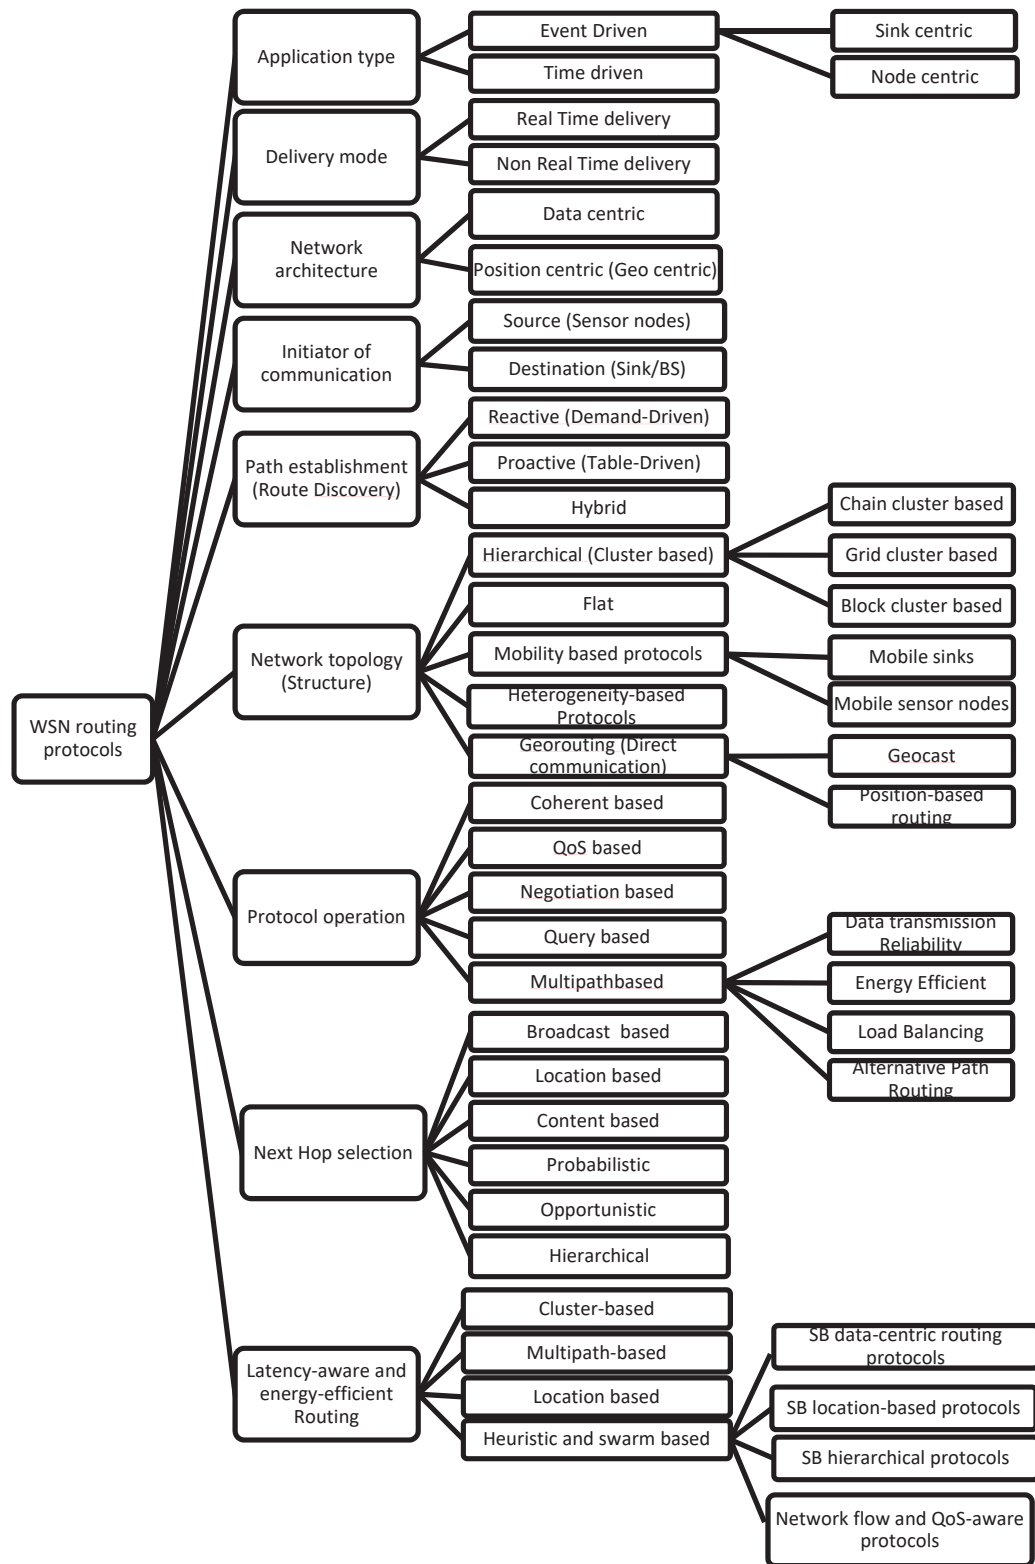 Application type
Event Driven
Sink centric
Time driven
Node centric
Delivery mode
Real Time delivery
Non Real Time delivery
Network
architecture
Data centric
Position centric (Geo centric)
Initiator of
communication
Source (Sensor nodes)
Destination (Sink/BS)
Path establishment
(Route Discovery)
Reactive (Demand-Driven)
Proactive (Table-Driven)
Hybrid
Network topology
(Structure)
Hierarchical (Cluster based)
Chain cluster based
Grid cluster based
Block cluster based
Flat
Mobility based protocols
Mobile sinks
Mobile sensor nodes
Heterogeneity-based
Protocols
Georouting (Direct
communication)
Geocast
Position-based
routing
WSN routing
protocols
Protocol operation
Coherent based
QoS based
Negotiation based
Query based
Multipathbased
Data transmission
Reliability
Energy Efficient
Load Balancing
Alternative Path
Routing
Next Hop selection
Broadcast  based
Location based
Content based
Probabilistic
Opportunistic
Hierarchical
Latency-aware and
energy-efficient
Routing
Cluster-based
Multipath-based
Location based
Heuristic and swarm based
SB data-centric routing
protocols
SB location-based protocols
SB hierarchical protocols
Network flow and QoS-aware
protocols